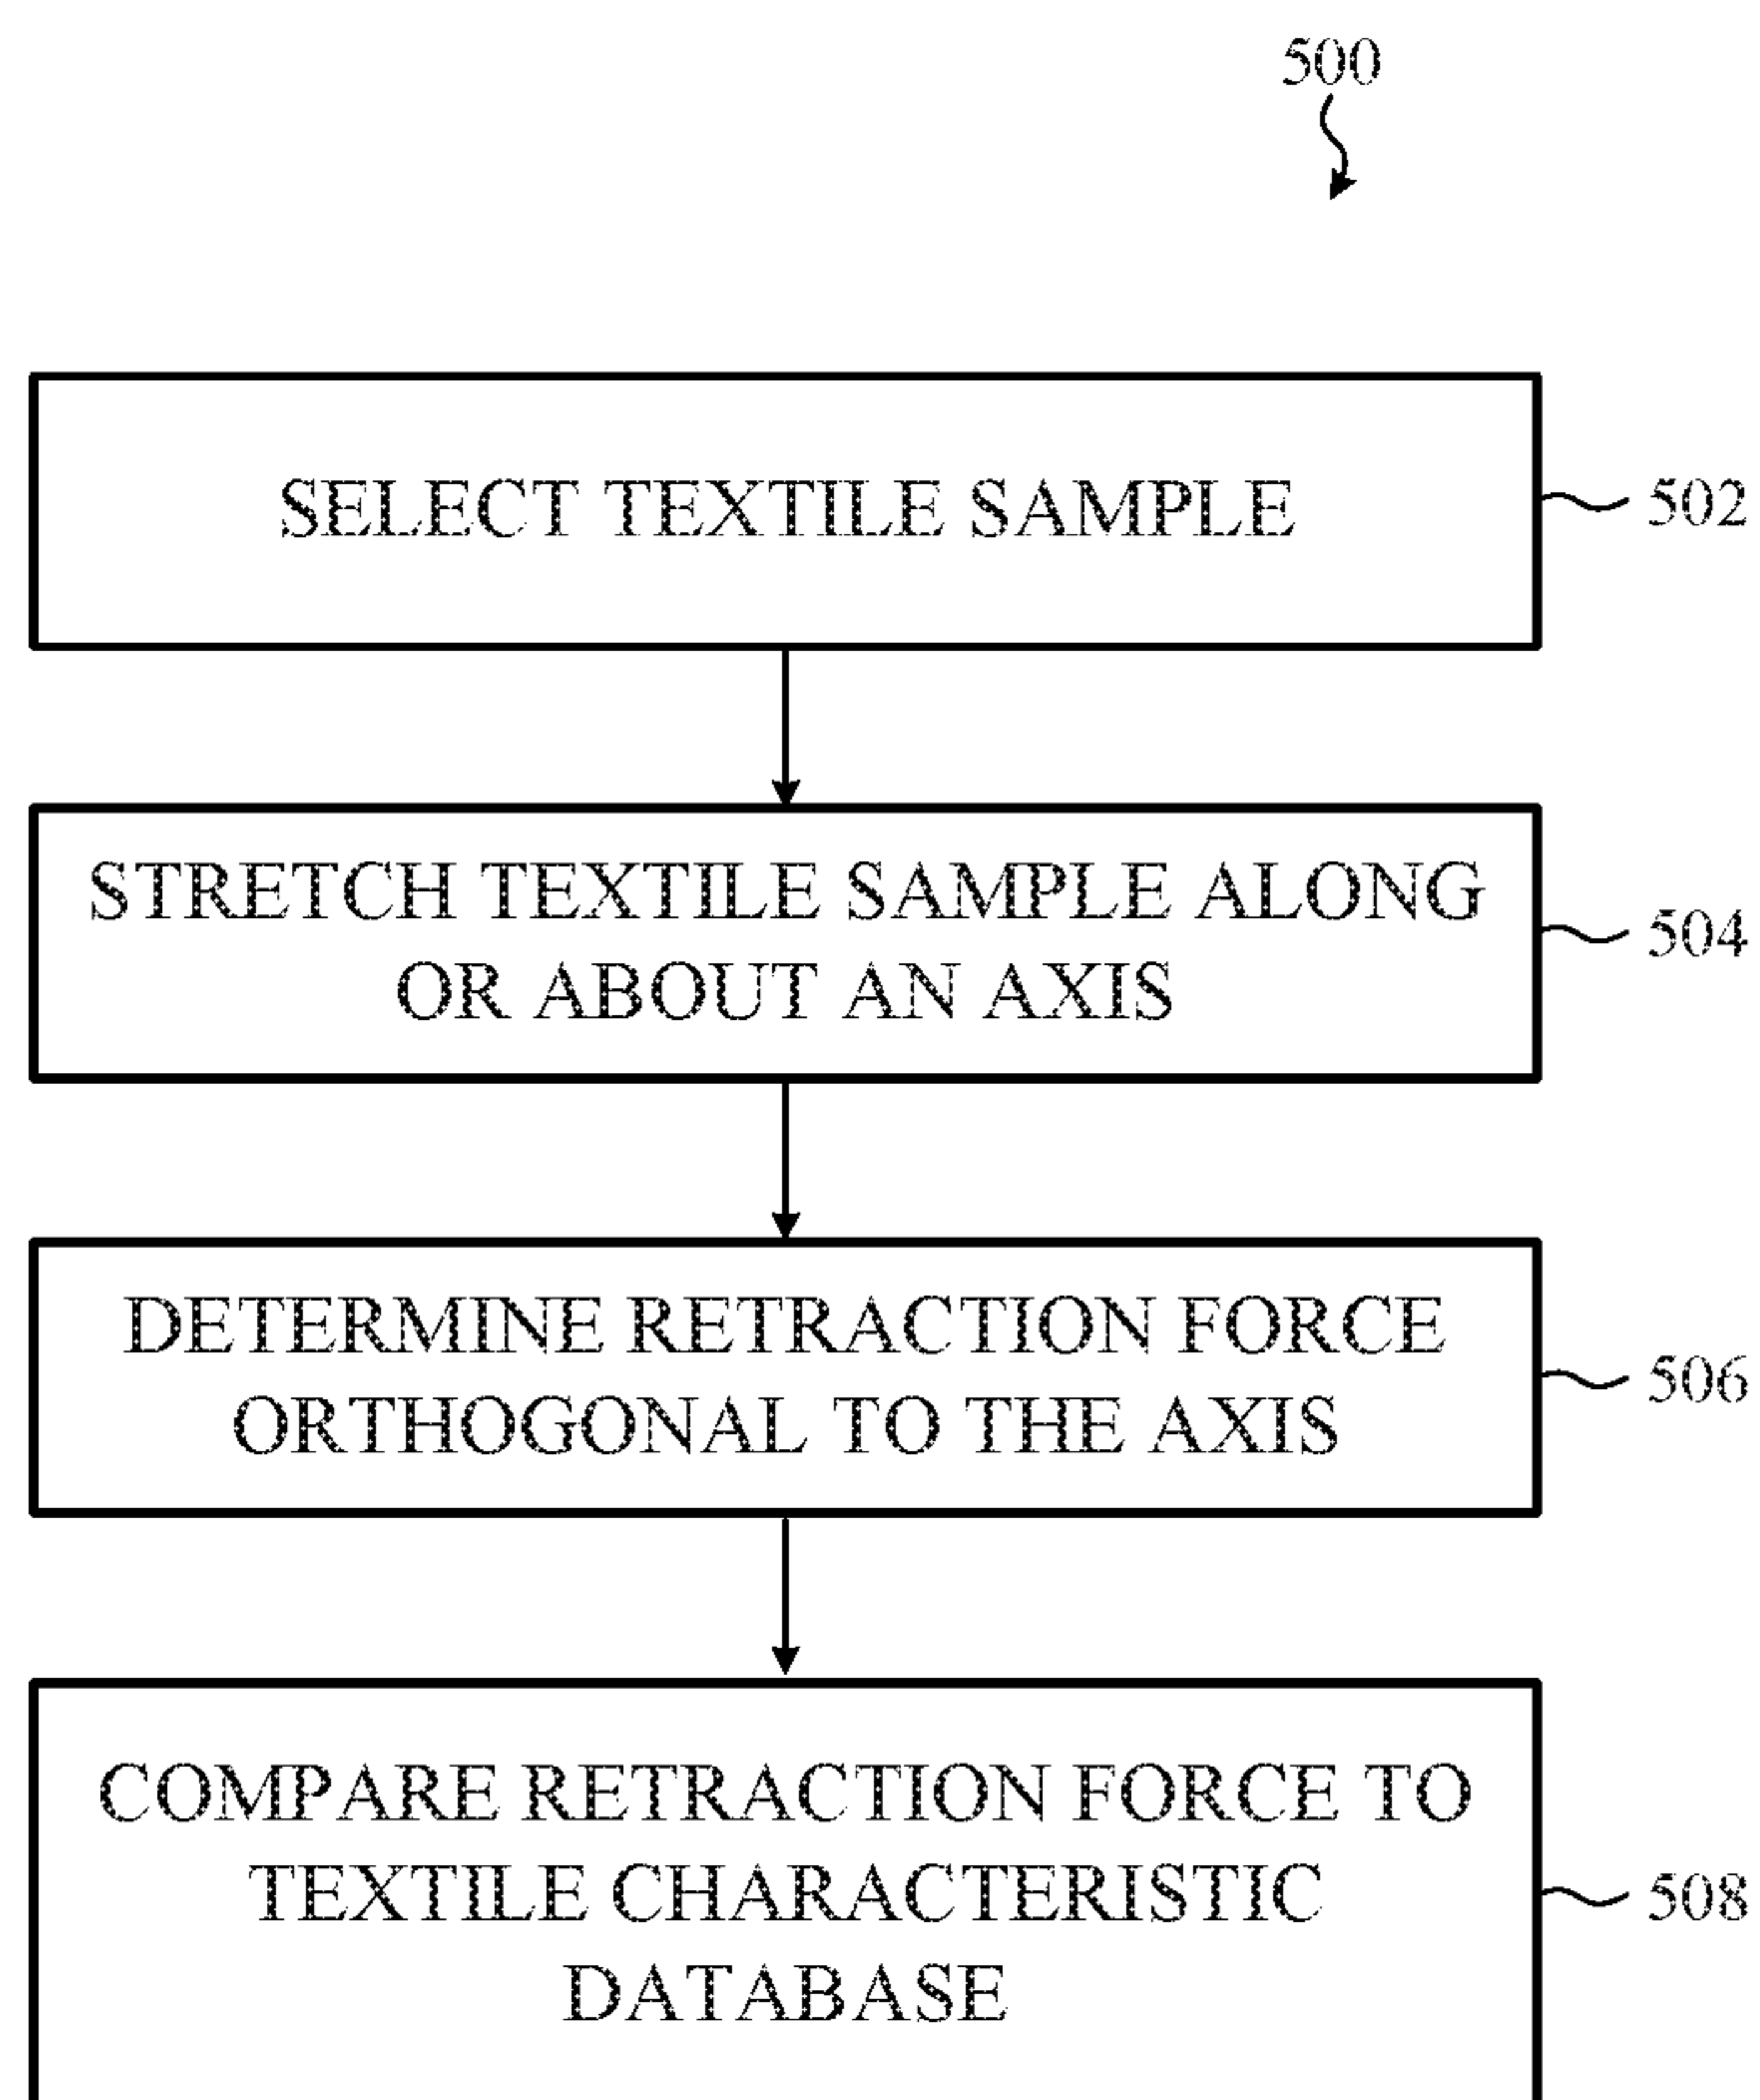 500
SELECT TEXTILE SAMPLE
502
STRETCH TEXTILE SAMPLE ALONG
OR ABOUT AN AXIS
504
DETERMINE RETRACTION FORCE
ORTHOGONAL TO THE AXIS
506
COMPARE RETRACTION FORCE TO
TEXTILE CHARACTERISTIC
DATABASE
508